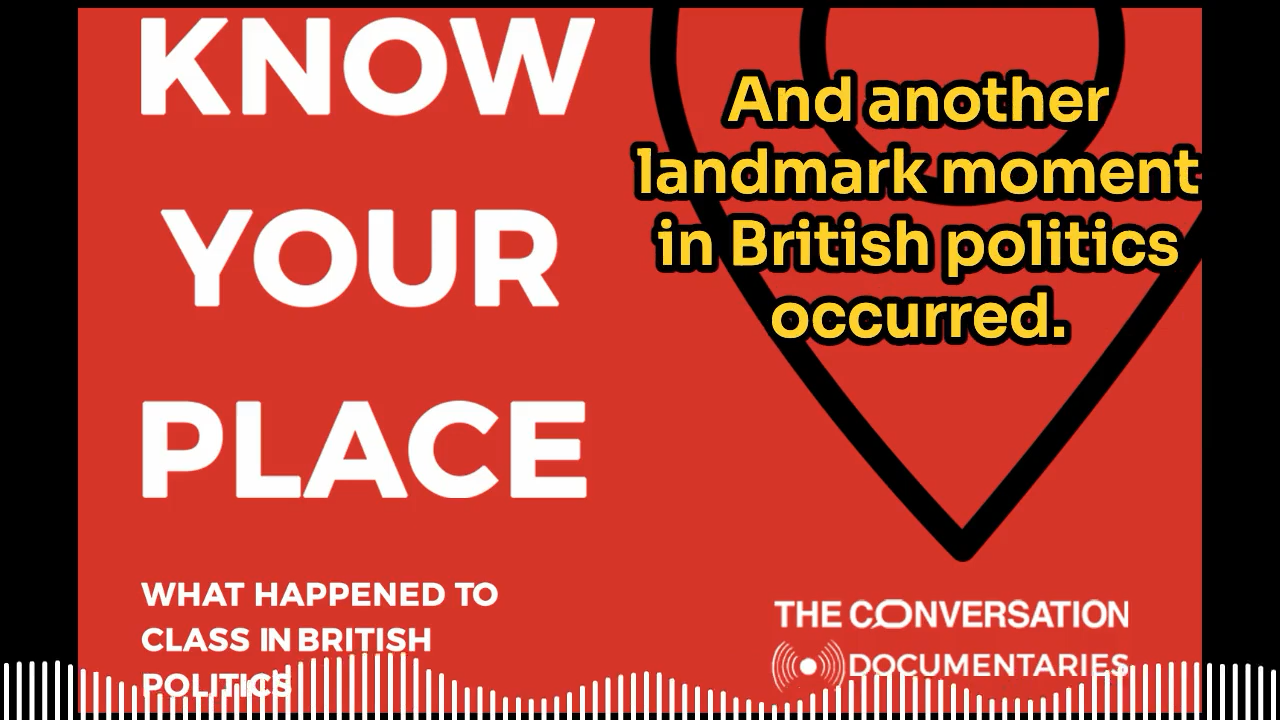 KNOW
YOUR
PLACE
WHAT HAPPENED TO
CLASS IN BRITISH
POLITICS
And another
landmark moment
in British politics
occurred.
THE CONVERSATION
DOCUMENTARIES